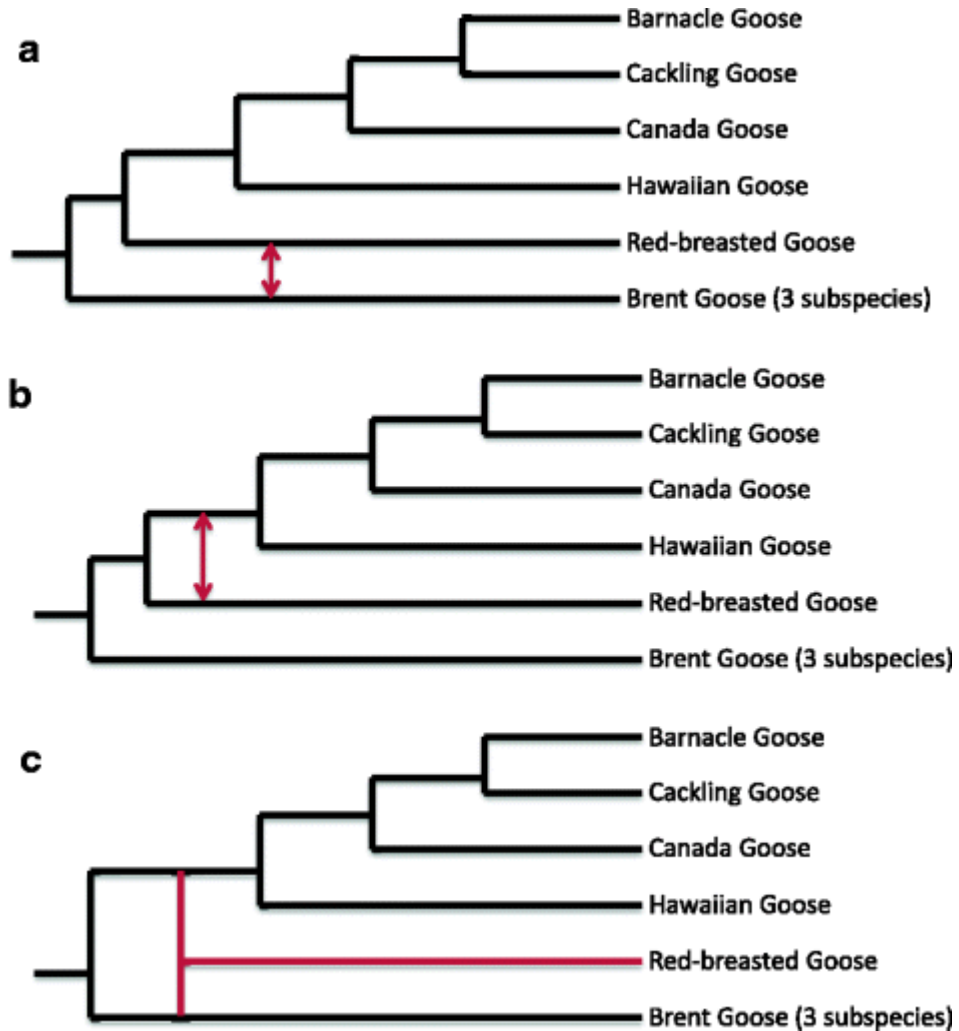 a
Barnacle Goose
Cackling Goose
Canada Goose
Hawaiian Goose
Red-breasted Goose
Brent Goose (3 subspecies)
b
Barnacle Goose
Cackling Goose
Canada Goose
Hawaiian Goose
Red-breasted Goose
Brent Goose (3 subspecies)
c
Barnacle Goose
Cackling Goose
Canada Goose
Hawaiian Goose
Red-breasted Goose
Brent Goose (3 subspecies)